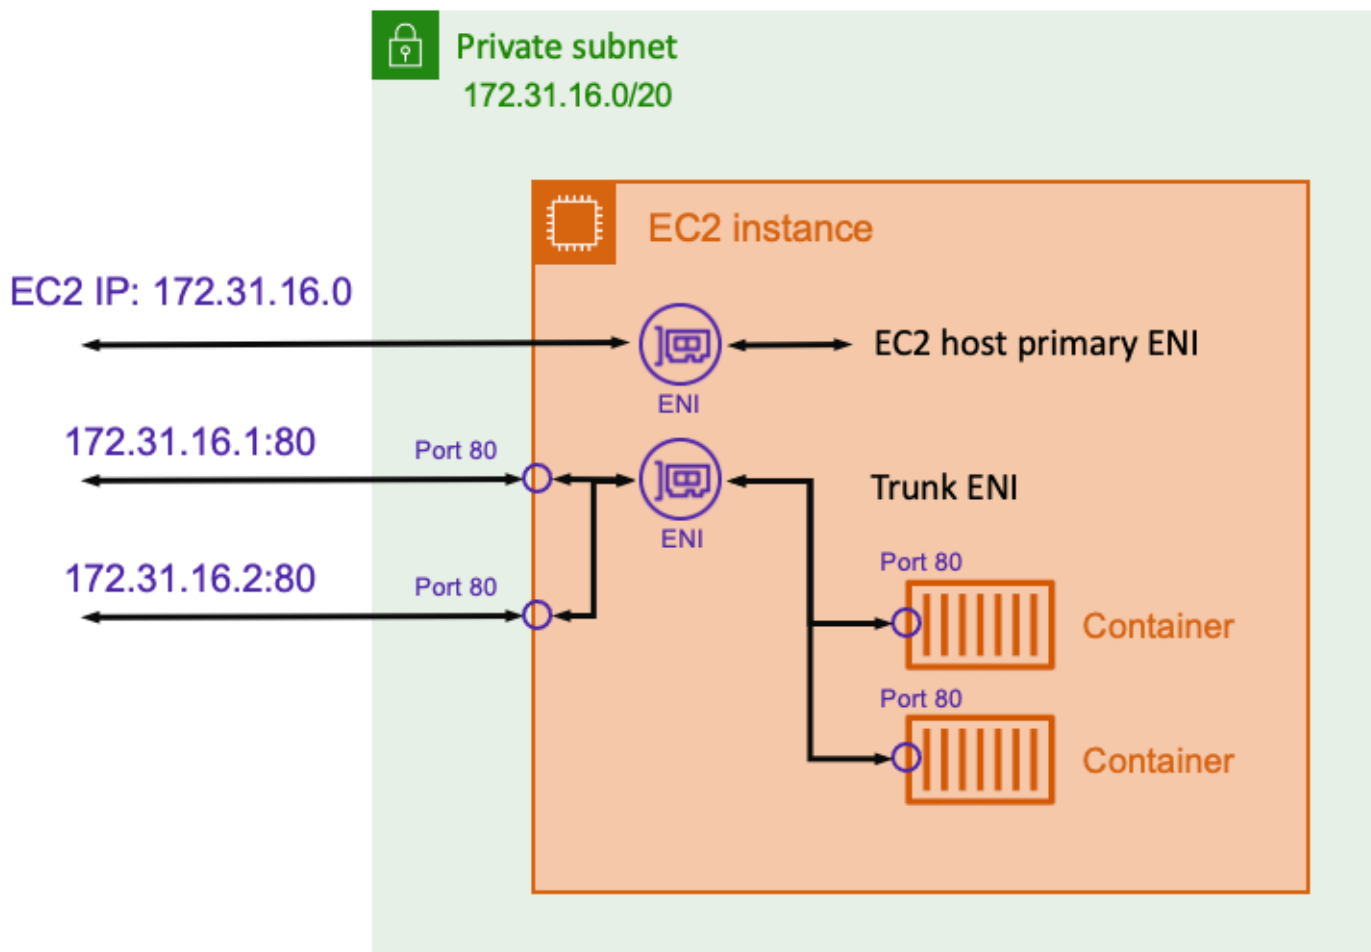 Private subnet
172.31.16.0/20
EC2 instance
EC2 IP: 172.31.16.0
EC2 host primary ENI
ENI
172.31.16.1:80
Port 80
Trunk ENI
ENI
172.31.16.2:80
Port 80
Port 80
Container
Port 80
Container